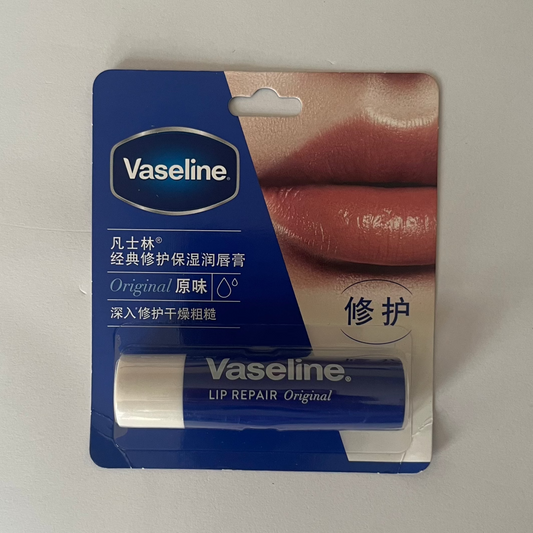 Vaseline®
凡士林®
经典修护保湿润唇膏
Original 原味
深入*修护干燥粗糙
修护
Vaseline®
LIP REPAIR Original